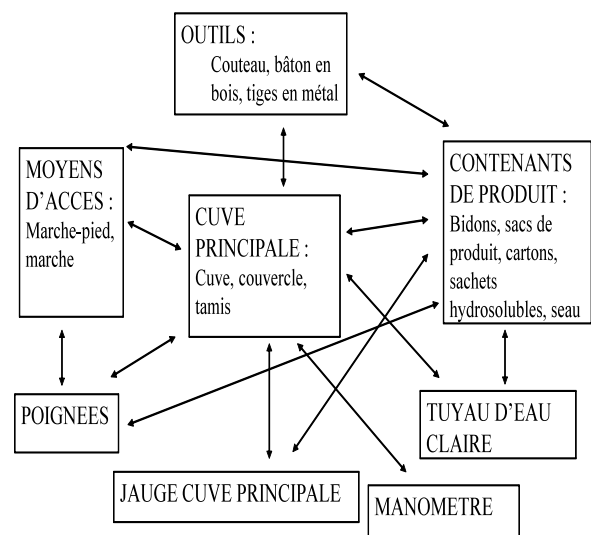 OUTILS :
Couteau, bâton en
bois, tiges en métal
MOYENS
D'ACCES :
Marche-pied,
marche
CUVE
PRINCIPALE :
Cuve, couvercle,
tamis
CONTENANTS
DE PRODUIT :
Bidons, sacs de
produit, cartons,
sachets
hydrosolubles, seau
POIGNEES
TUYAU D'EAU
CLAIRE
JAUGE CUVE PRINCIPALE
MANOMETRE